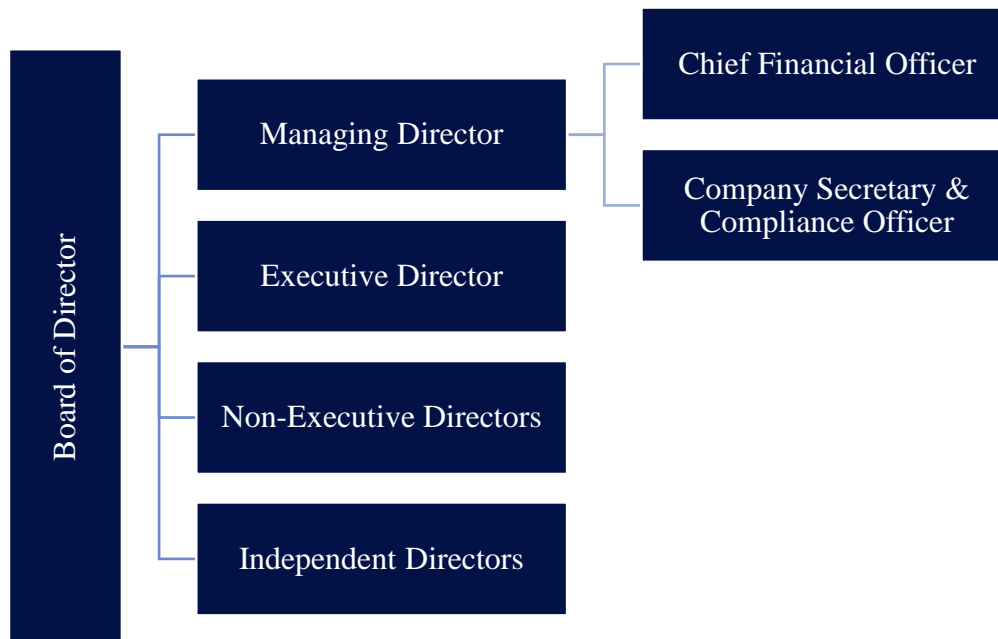 Board of Director
Managing Director
Chief Financial Officer
Company Secretary &
Compliance Officer
Executive Director
Non-Executive Directors
Independent Directors